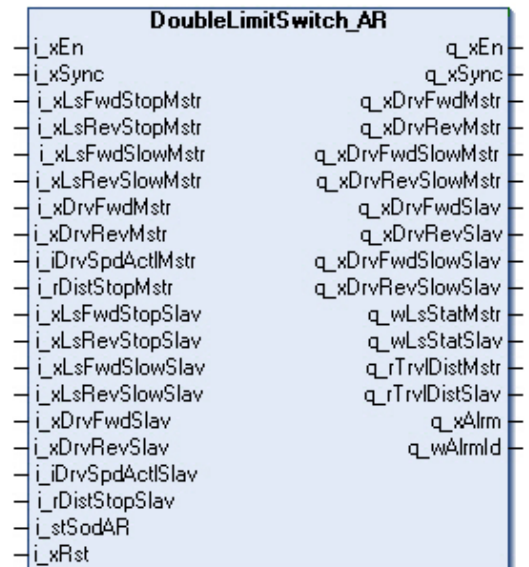 DoubleLimitSwitch_AR
i_xEn q_xEn
i_xSync q_xSync
i_xLsFwdStopMstr q_xDrvFwdMstr
i_xLsRevStopMstr q_xDrvRevMstr
i_xLsFwdSlowMstr q_xDrvFwdSlowMstr
i_xLsRevSlowMstr q_xDrvRevSlowMstr
i_xDrvFwdMstr q_xDrvFwdSlav
i_xDrvRevMstr q_xDrvRevSlav
i_iDrvSpdActlMstr q_xDrvFwdSlowSlav
i_rDistStopMstr q_xDrvRevSlowSlav
i_xLsFwdStopSlav q_wLsStatMstr
i_xLsRevStopSlav q_wLsStatSlav
i_xLsFwdSlowSlav q_rTrvlDistMstr
i_xLsRevSlowSlav q_rTrvlDistSlav
i_xDrvFwdSlav q_xAlrm
i_xDrvRevSlav q_wAlrmId
i_iDrvSpdActlSlav
i_rDistStopSlav
i_stSodAR
i_xRst